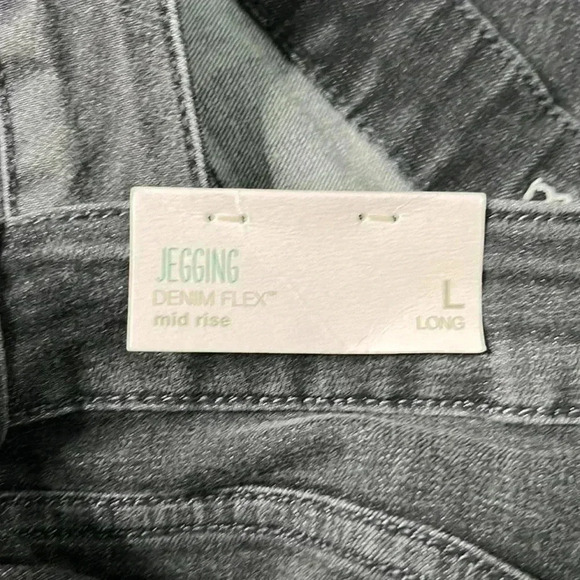 JEGGING
DENIM FLEX™
mid rise
L
LONG